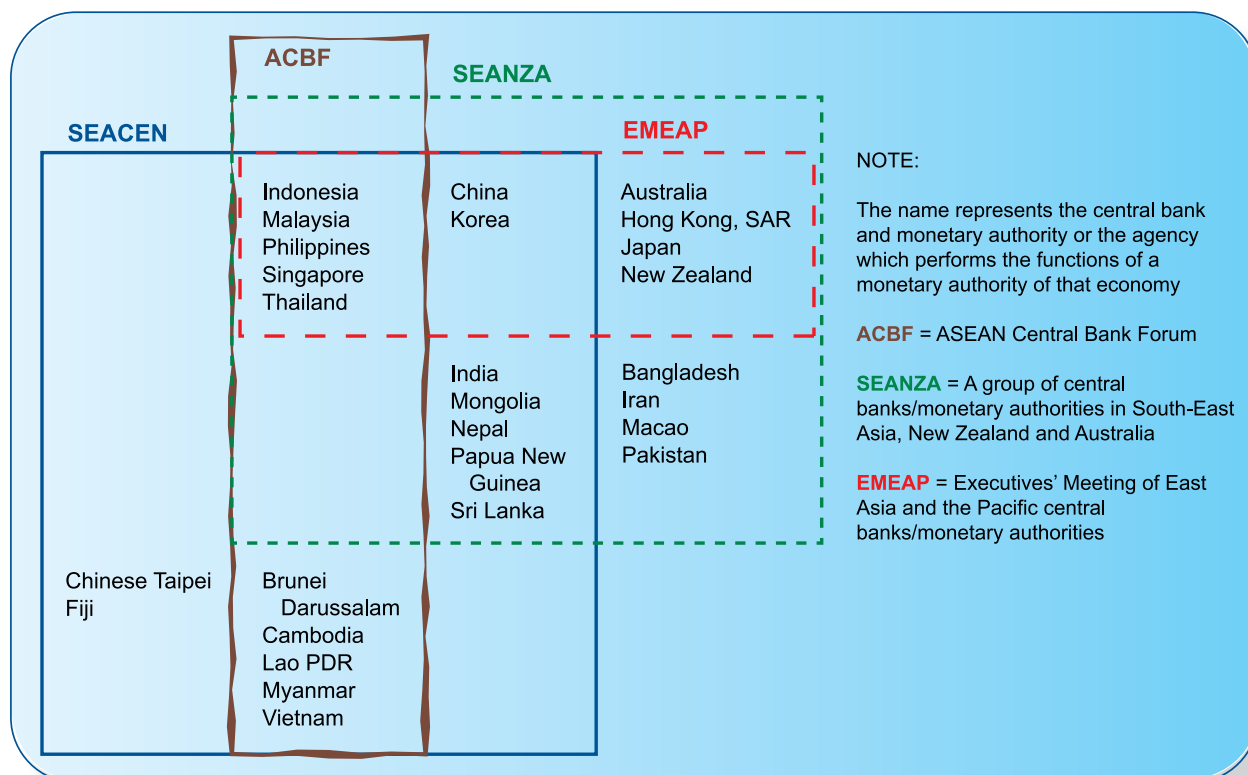 ACBF
SEANZA
SEACEN
EMEAP
Indonesia
Malaysia
Philippines
Singapore
Thailand
China
Korea
Australia
Hong Kong, SAR
Japan
New Zealand
India
Mongolia
Nepal
Papua New
Guinea
Sri Lanka
Bangladesh
Iran
Macao
Pakistan
Chinese Taipei
Fiji
Brunei
Darussalam
Cambodia
Lao PDR
Myanmar
Vietnam
NOTE:
The name represents the central bank
and monetary authority or the agency
which performs the functions of a
monetary authority of that economy
ACBF = ASEAN Central Bank Forum
SEANZA = A group of central
banks/monetary authorities in South-East
Asia, New Zealand and Australia
EMEAP = Executives’ Meeting of East
Asia and the Pacific central
banks/monetary authorities